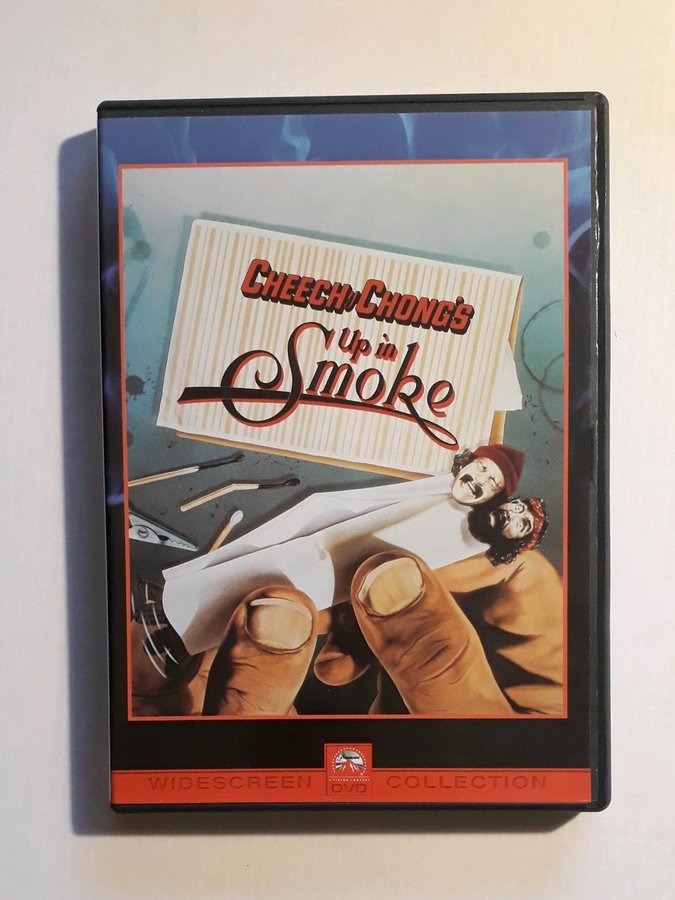 CHEECH y CHONG'S
Up in
Smoke
WIDESCREEN DVD COLLECTION